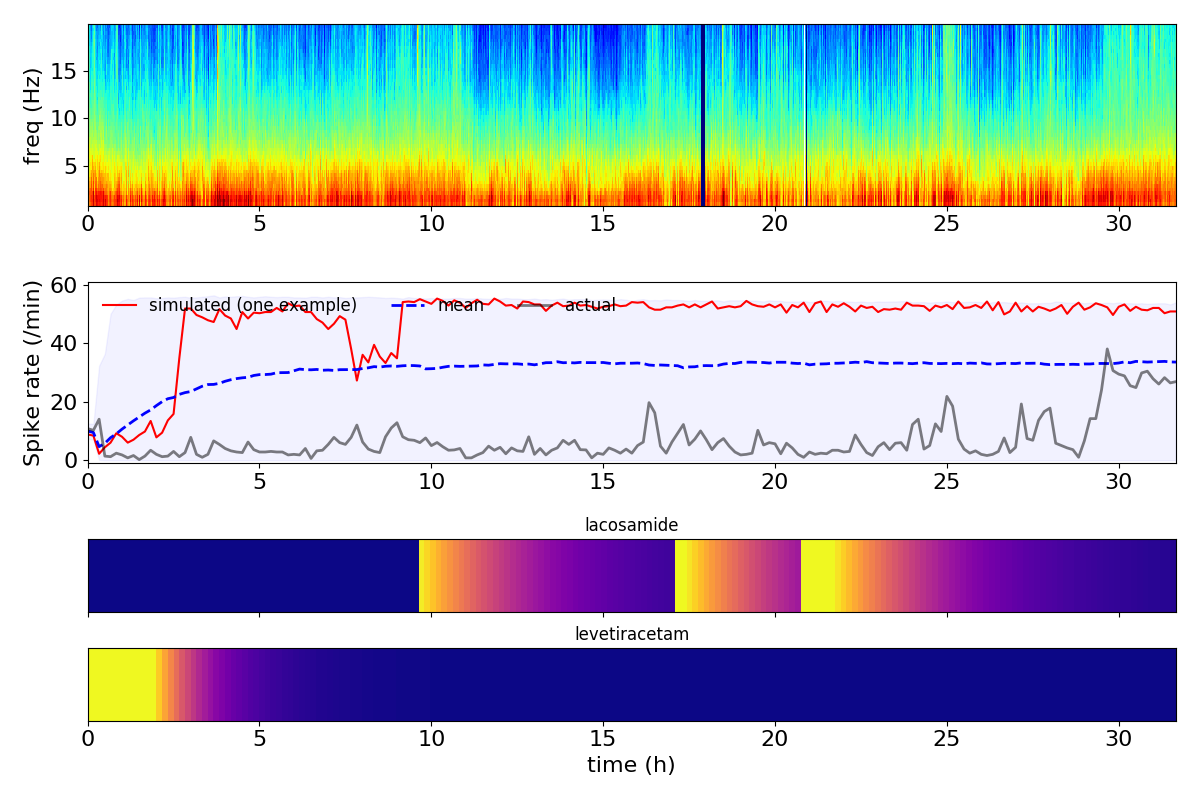 freq (Hz)
15
10
5
0 5 10 15 20 25 30
Spike rate (/min)
60
40
20
0
simulated (one example) mean actual
0 5 10 15 20 25 30
lacosamide
levetiracetam
0 5 10 15 20 25 30
time (h)